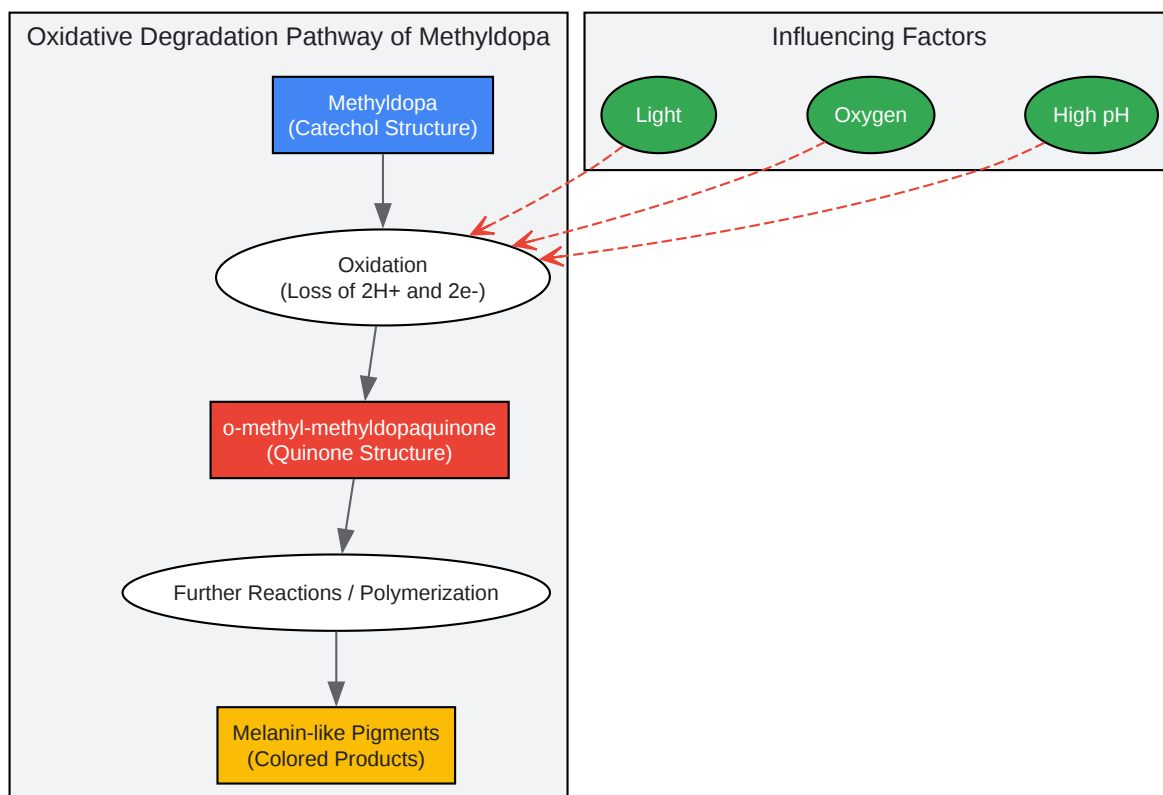 Oxidative Degradation Pathway of Methyldopa
Methyldopa
(Catechol Structure)
Oxidation
(Loss of 2H+ and 2e-)
o-methyl-methyldopaquinone
(Quinone Structure)
Further Reactions / Polymerization
Melanin-like Pigments
(Colored Products)
Influencing Factors
Light
Oxygen
High pH